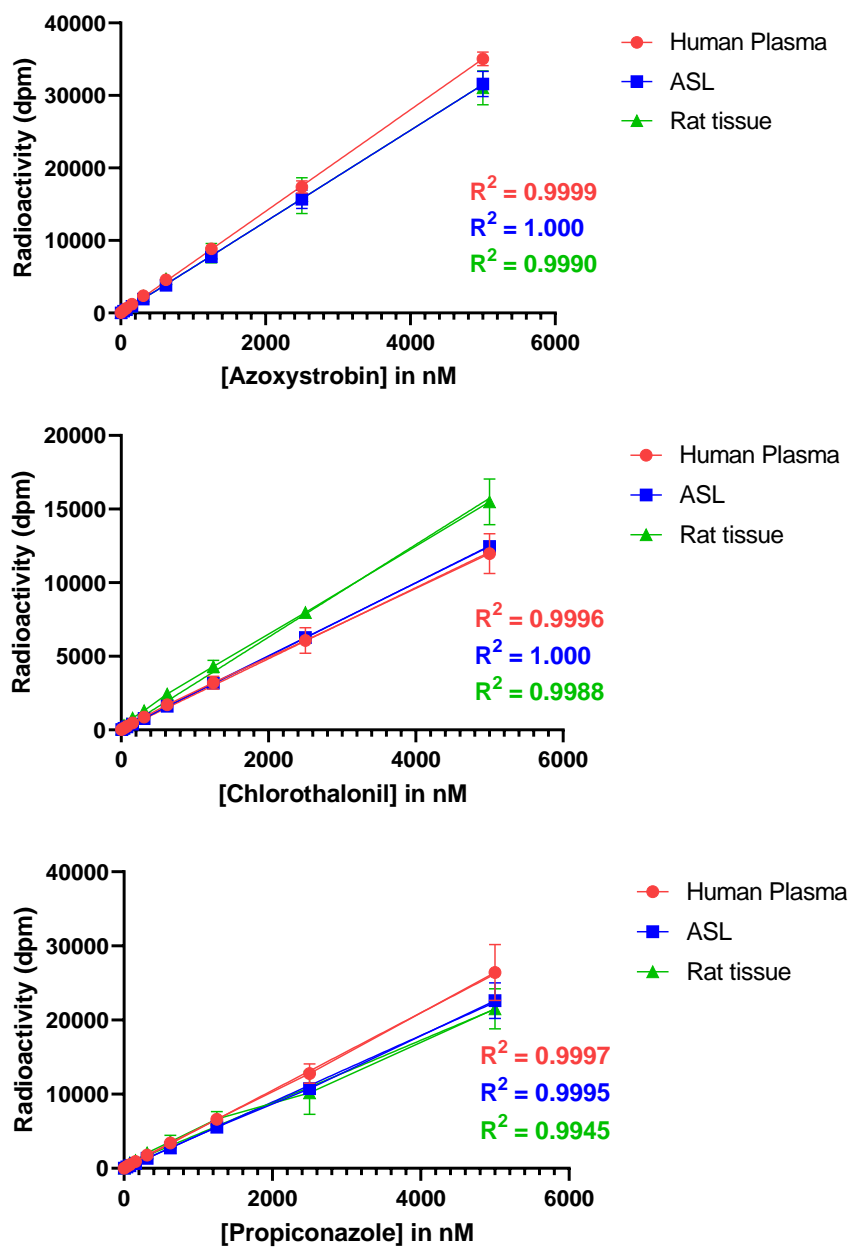 40000
30000
20000
10000
0
Radioactivity (dpm)
0 2000 4000 6000
[Azoxystrobin] in nM
Human Plasma
ASL
Rat tissue
R² = 0.9999
R² = 1.000
R² = 0.9990
20000
15000
10000
5000
0
Radioactivity (dpm)
0 2000 4000 6000
[Chlorothalonil] in nM
Human Plasma
ASL
Rat tissue
R² = 0.9996
R² = 1.000
R² = 0.9988
40000
30000
20000
10000
0
Radioactivity (dpm)
0 2000 4000 6000
[Propiconazole] in nM
Human Plasma
ASL
Rat tissue
R² = 0.9997
R² = 0.9995
R² = 0.9945